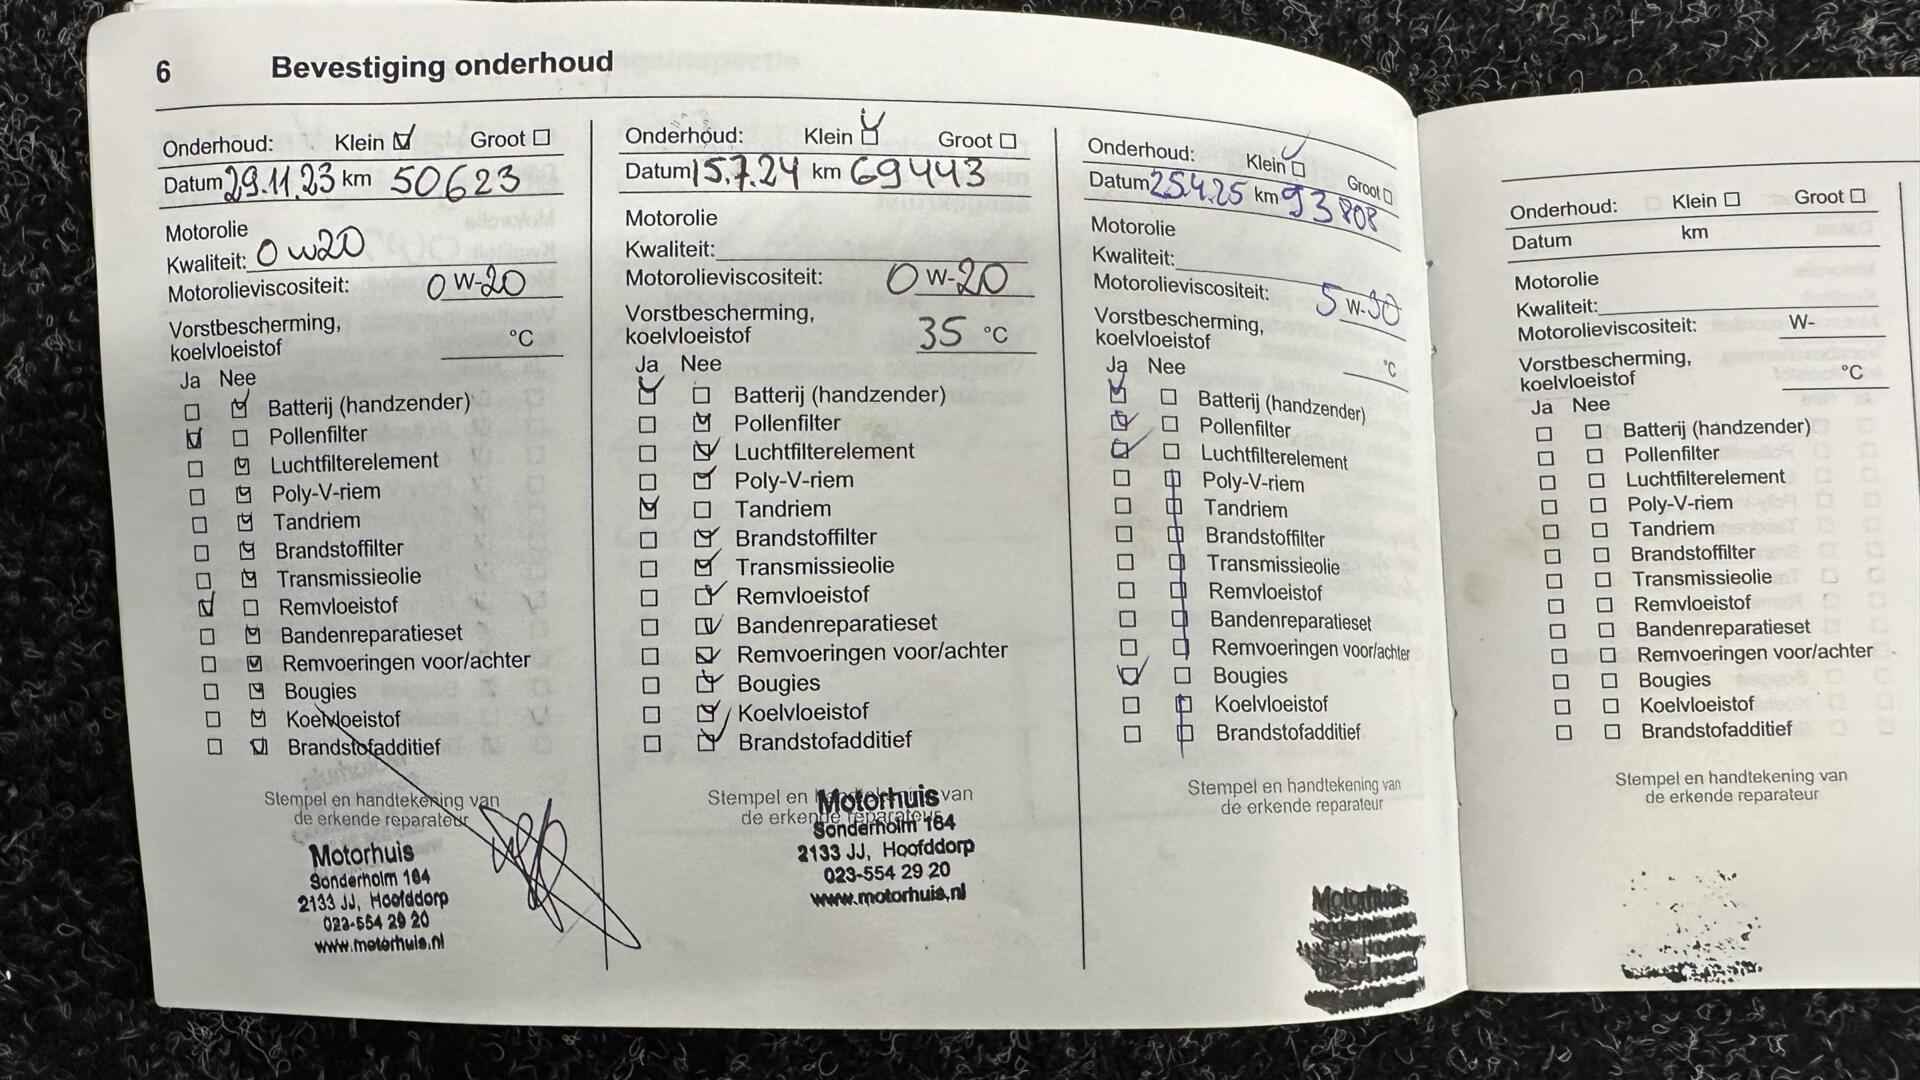 6 Bevestiging onderhoud
Onderhoud: Klein Groot
Datum 29.11.23 km 50623
Motorolie
Kwaliteit: 0w20
Motorolieviscositeit: 0 W-20
Vorstbescherming,
koelvloeistof °C
Ja Nee
Batterij (handzender)
Pollenfilter
Luchtfilterelement
Poly-V-riem
Tandriem
Brandstoffilter
Transmissieolie
Remvloeistof
Bandenreparatieset
Remvoeringen voor/achter
Bougies
Koelvloeistof
Brandstofadditief
Stempel en handtekening van
de erkende reparateur
Motorhuis
Sonderholm 164
2133 JJ, Hoofddorp
023-554 29 20
www.motorhuis.nl
Onderhoud: Klein Groot
Datum 15.7.24 km 69443
Motorolie
Kwaliteit:
Motorolieviscositeit: 0 W-20
Vorstbescherming,
koelvloeistof 35 °C
Ja Nee
Batterij (handzender)
Pollenfilter
Luchtfilterelement
Poly-V-riem
Tandriem
Brandstoffilter
Transmissieolie
Remvloeistof
Bandenreparatieset
Remvoeringen voor/achter
Bougies
Koelvloeistof
Brandstofadditief
Stempel en handtekening van
de erkende reparateur
Motorhuis
Sonderholm 164
2133 JJ, Hoofddorp
023-554 29 20
www.motorhuis.nl
Onderhoud: Klein Groot
Datum 25.4.25 km 93808
Motorolie
Kwaliteit:
Motorolieviscositeit: 5 W-30
Vorstbescherming,
koelvloeistof °C
Ja Nee
Batterij (handzender)
Pollenfilter
Luchtfilterelement
Poly-V-riem
Tandriem
Brandstoffilter
Transmissieolie
Remvloeistof
Bandenreparatieset
Remvoeringen voor/achter
Bougies
Koelvloeistof
Brandstofadditief
Stempel en handtekening van
de erkende reparateur
Motorhuis
Onderhoud: Klein Groot
Datum km
Motorolie
Kwaliteit:
Motorolieviscositeit: W-
Vorstbescherming,
koelvloeistof °C
Ja Nee
Batterij (handzender)
Pollenfilter
Luchtfilterelement
Poly-V-riem
Tandriem
Brandstoffilter
Transmissieolie
Remvloeistof
Bandenreparatieset
Remvoeringen voor/achter
Bougies
Koelvloeistof
Brandstofadditief
Stempel en handtekening van
de erkende reparateur